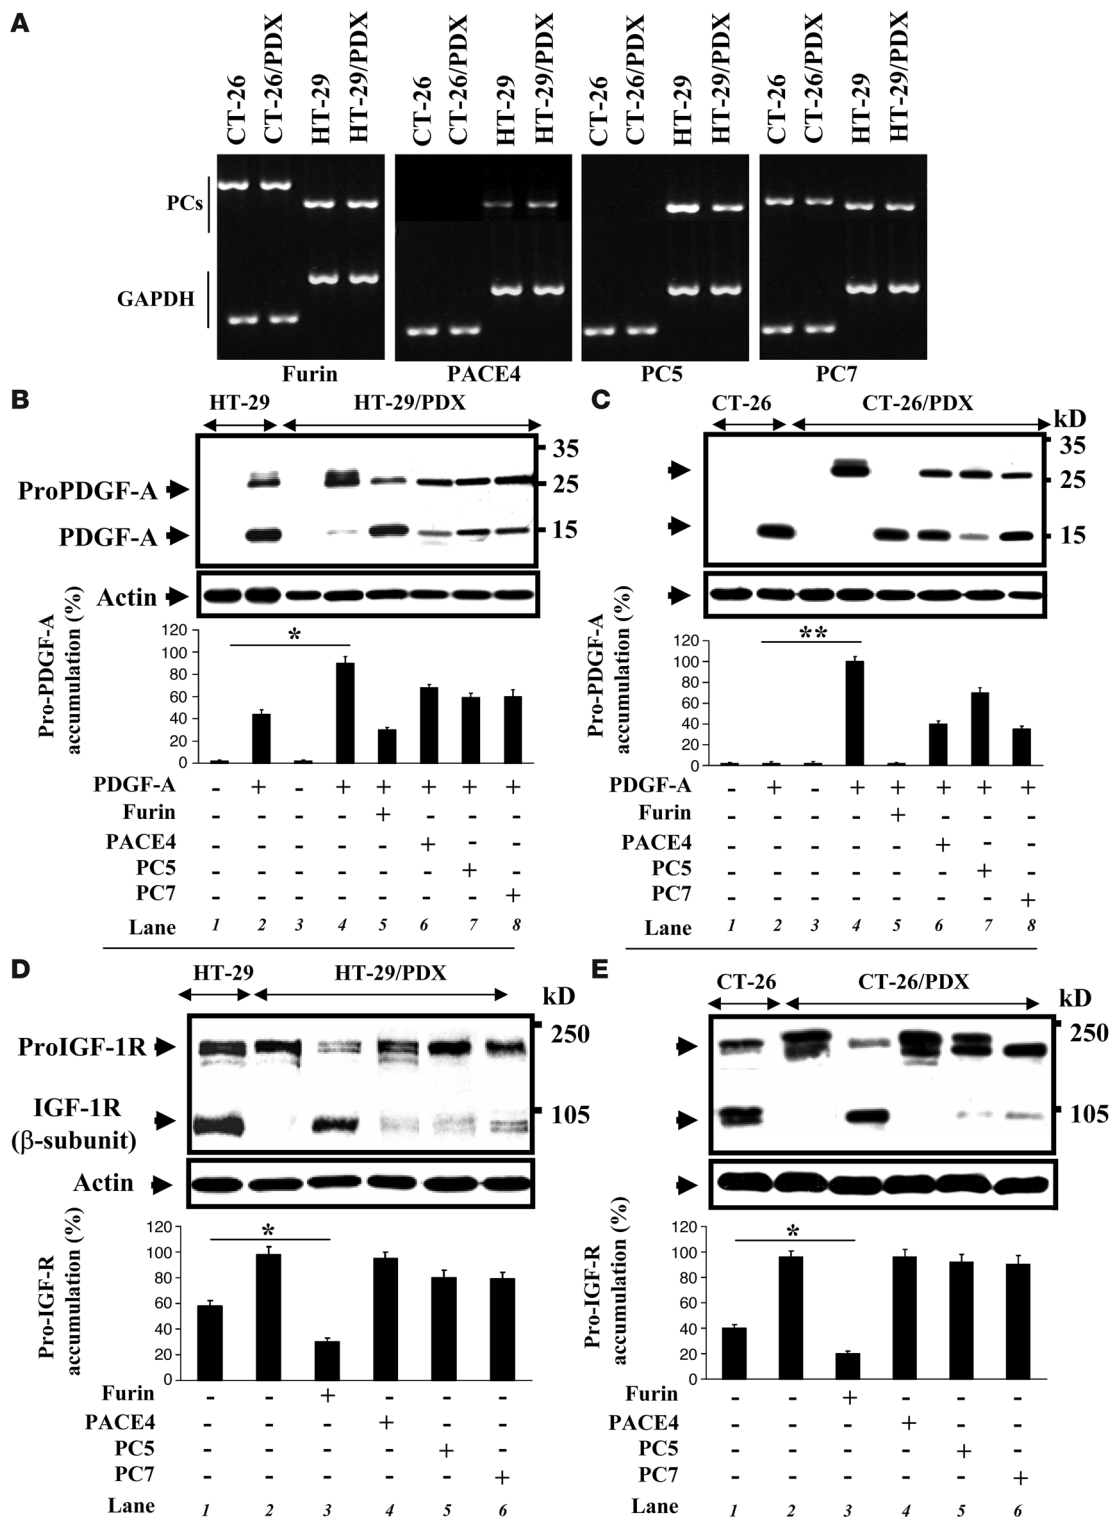 A
CT-26
CT-26/PDX
HT-29
HT-29/PDX
CT-26
CT-26/PDX
HT-29
HT-29/PDX
CT-26
CT-26/PDX
HT-29
HT-29/PDX
CT-26
CT-26/PDX
HT-29
HT-29/PDX
PCs
GAPDH
Furin PACE4 PC5 PC7
B
HT-29 HT-29/PDX
35
25
15
ProPDGF-A
PDGF-A
Actin
Pro-PDGF-A
accumulation (%)
120
100
80
60
40
20
0
*
PDGF-A - + - + + + + +
Furin - - - - + - - -
PACE4 - - - - - + - -
PC5 - - - - - - + -
PC7 - - - - - - - +
Lane 1 2 3 4 5 6 7 8
C
CT-26 CT-26/PDX
kD
35
25
15
Pro-PDGF-A
accumulation (%)
120
100
80
60
40
20
0
**
PDGF-A - + - + + + + +
Furin - - - - + - - -
PACE4 - - - - - + - -
PC5 - - - - - - + -
PC7 - - - - - - - +
Lane 1 2 3 4 5 6 7 8
D
HT-29 HT-29/PDX
kD
250
105
ProIGF-1R
IGF-1R
(β-subunit)
Actin
Pro-IGF-R
accumulation (%)
120
100
80
60
40
20
0
*
Furin - - + - - -
PACE4 - - - + - -
PC5 - - - - + -
PC7 - - - - - +
Lane 1 2 3 4 5 6
E
CT-26 CT-26/PDX
kD
250
105
Pro-IGF-R
accumulation (%)
120
100
80
60
40
20
0
*
Furin - - + - - -
PACE4 - - - + - -
PC5 - - - - + -
PC7 - - - - - +
Lane 1 2 3 4 5 6